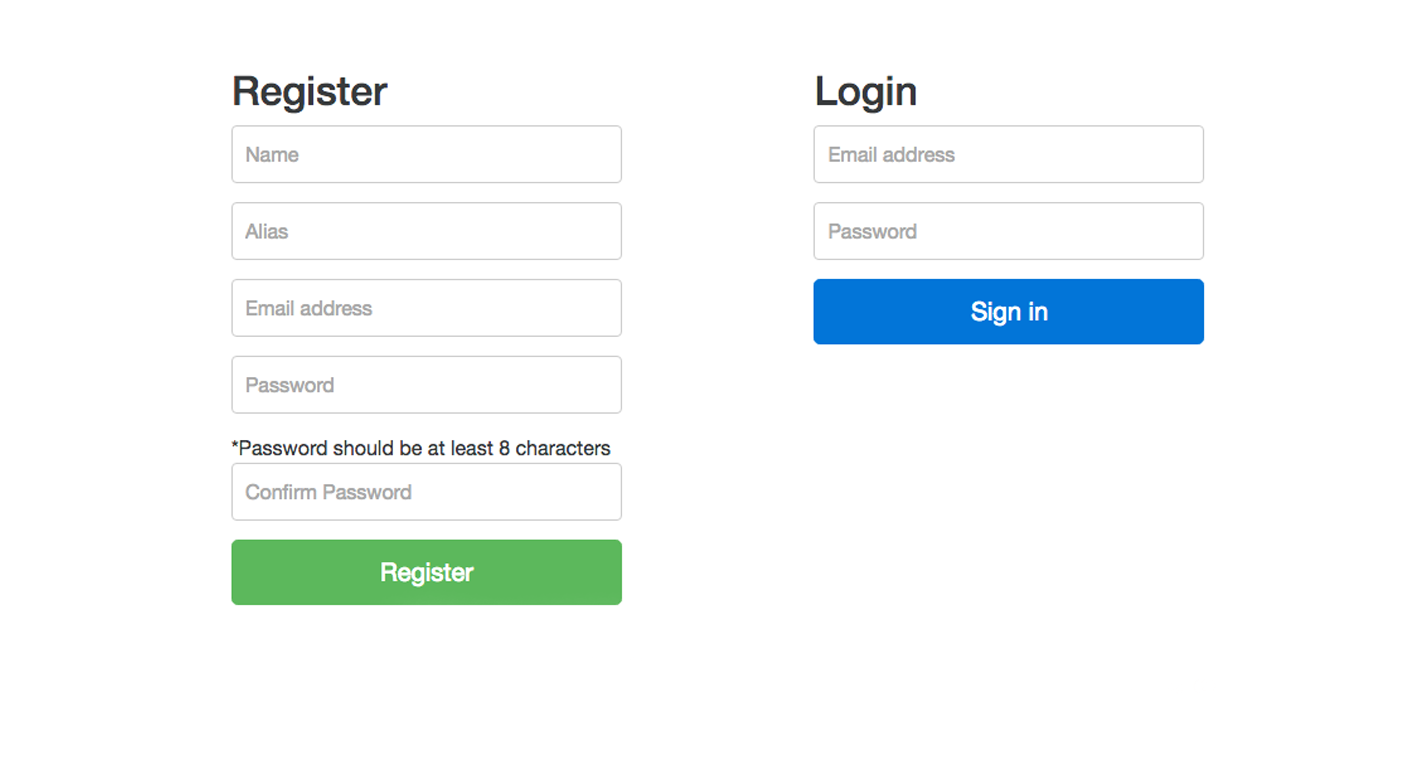 Register
Name
Alias
Email address
Password
*Password should be at least 8 characters
Confirm Password
Register
Login
Email address
Password
Sign in